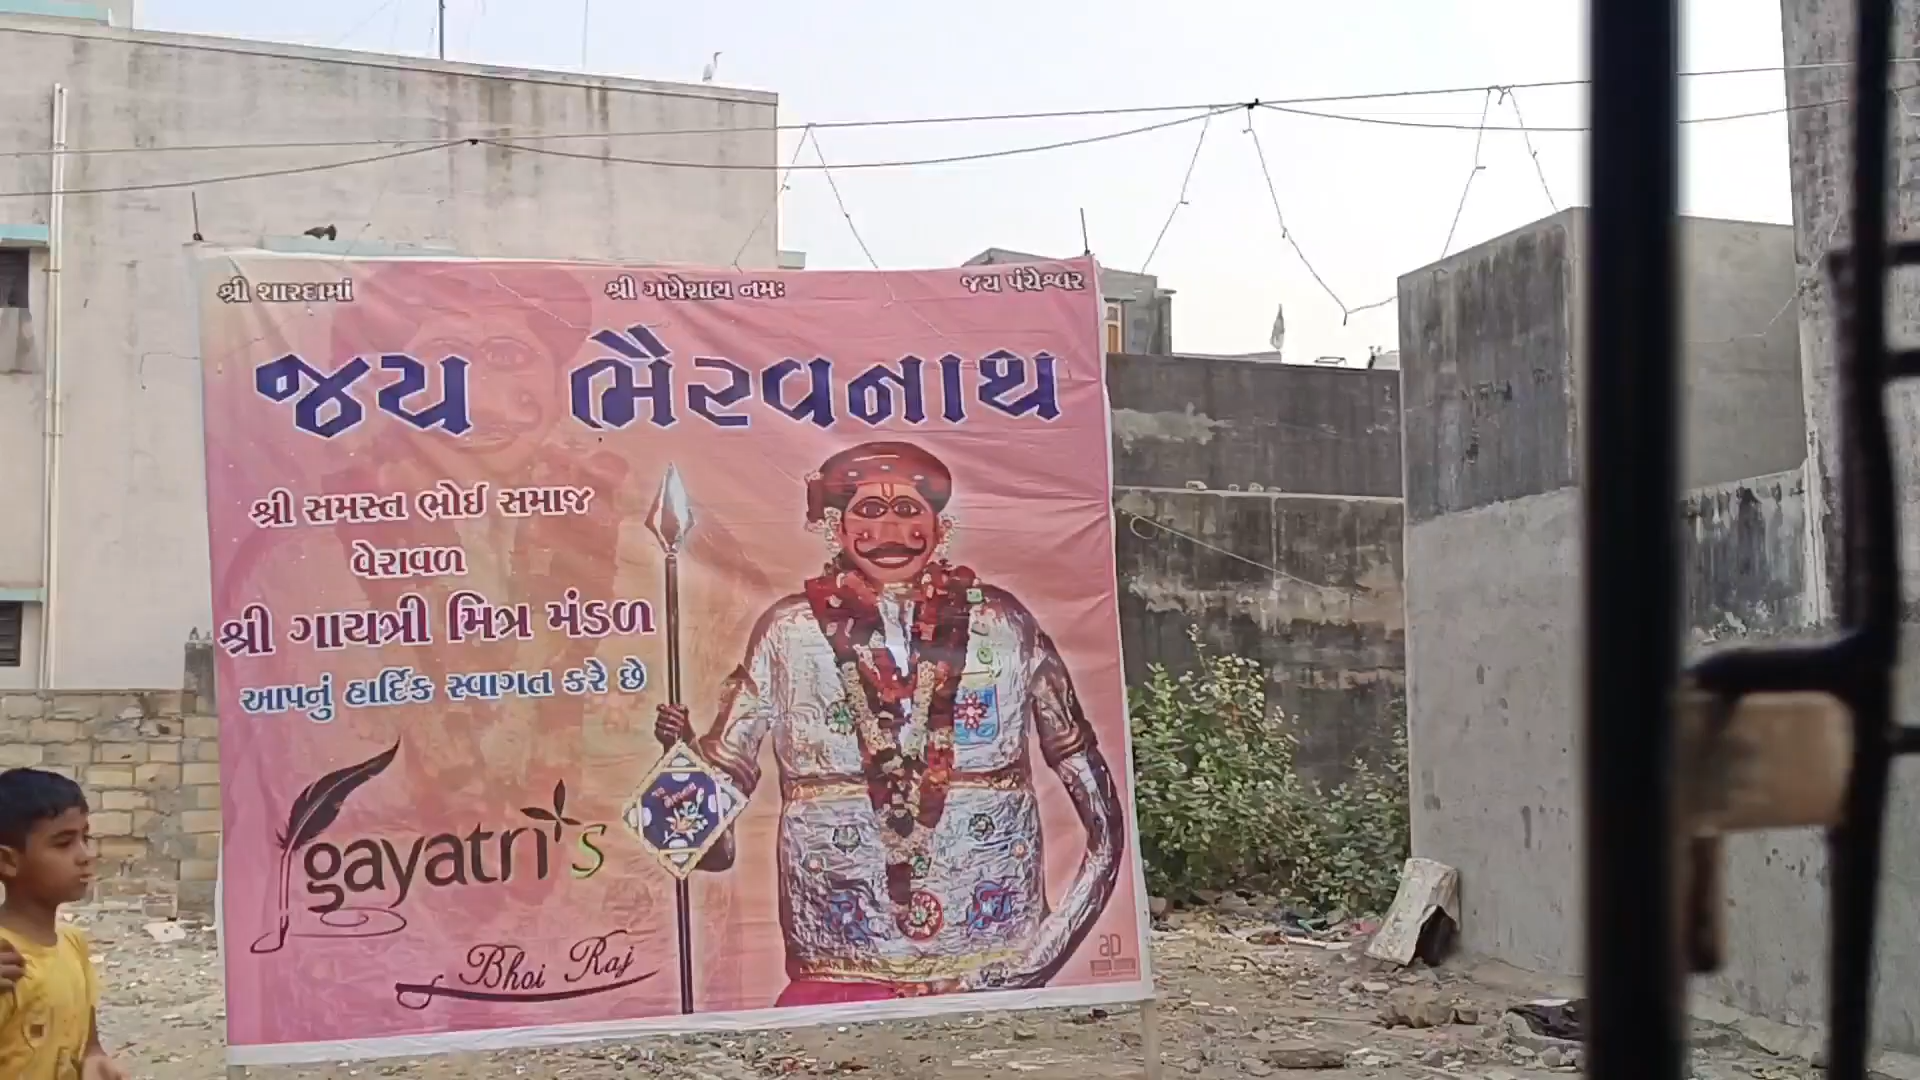 શ્રી શારદામાં શ્રી ગણેશાય નમઃ જય પંચેશ્વર
જય ભૈરવનાથ
શ્રી સમસ્ત ભોઈ સમાજ
વેરાવળ
શ્રી ગાયત્રી મિત્ર મંડળ
આપનું હાર્દિક સ્વાગત કરે છે
gayatri's
Bhoi Raj